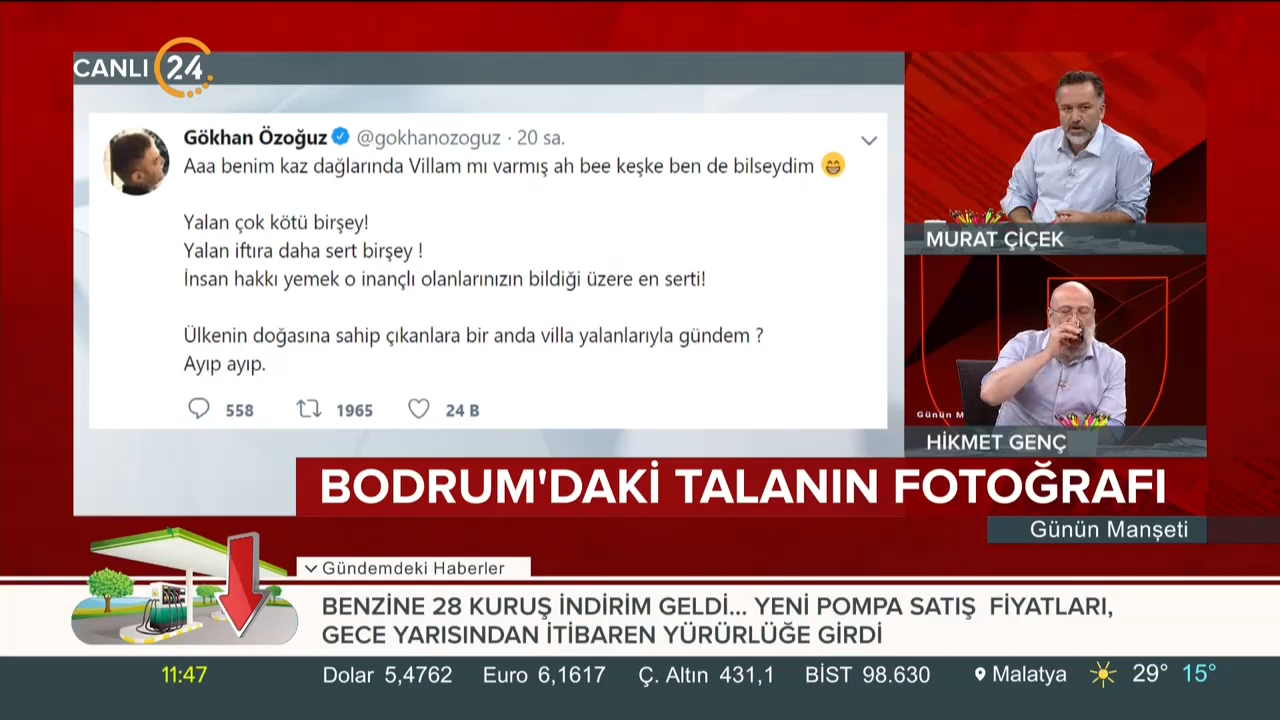 CANLI 24
Gökhan Özoğuz @gokhanozoguz · 20 sa.
Aaa benim kaz dağlarında Villam mı varmış ah bee keşke ben de bilseydim 😁
Yalan çok kötü birşey!
Yalan iftira daha sert birşey !
İnsan hakkı yemek o inançlı olanlarınızın bildiği üzere en serti!
Ülkenin doğasına sahip çıkanlara bir anda villa yalanlarıyla gündem ?
Ayıp ayıp.
558 1965 24 B
MURAT ÇİÇEK
Günün M
HİKMET GENÇ
BODRUM'DAKİ TALANIN FOTOĞRAFI
Günün Manşeti
Gündemdeki Haberler
BENZİNE 28 KURUŞ İNDİRİM GELDİ... YENİ POMPA SATIŞ FİYATLARI,
GECE YARISINDAN İTİBAREN YÜRÜRLÜĞE GİRDİ
11:47 Dolar 5,4762 Euro 6,1617 Ç. Altın 431,1 BİST 98.630 Malatya 29° 15°